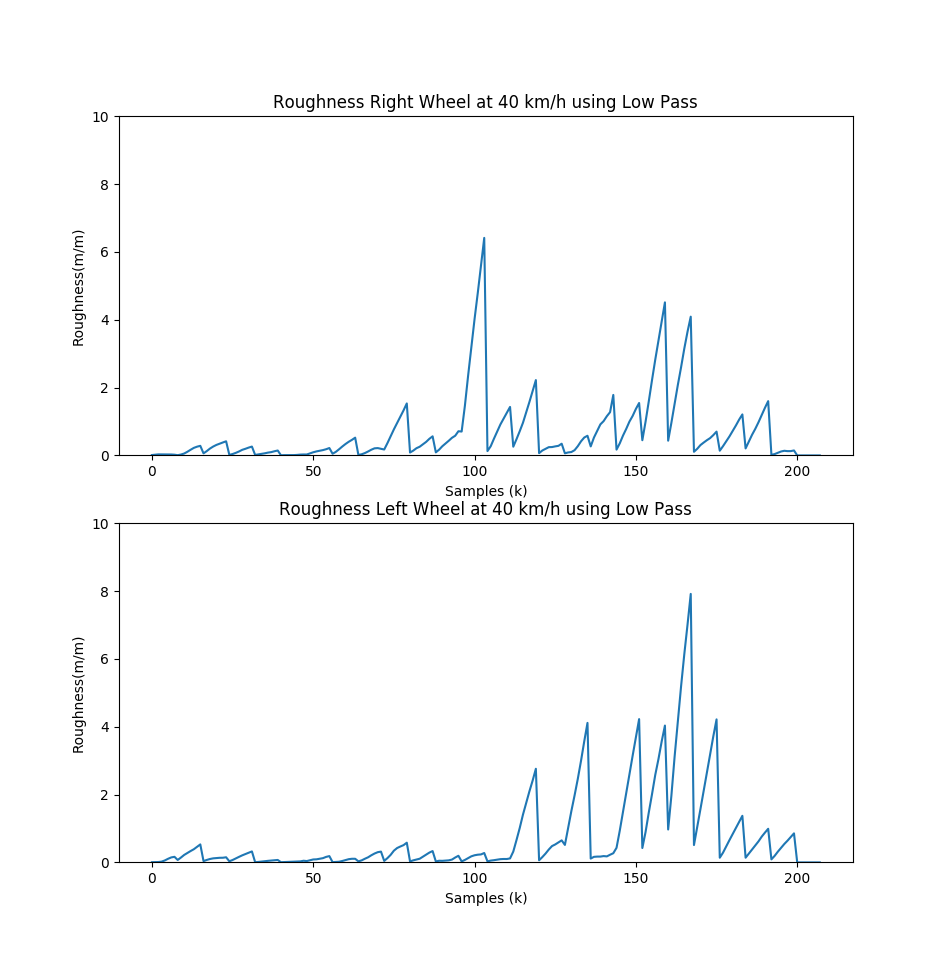 Roughness Right Wheel at 40 km/h using Low Pass
10
8
6
4
2
0
Roughness(m/m)
0 50 100 150 200
Samples (k)
Roughness Left Wheel at 40 km/h using Low Pass
10
8
6
4
2
0
Roughness(m/m)
0 50 100 150 200
Samples (k)